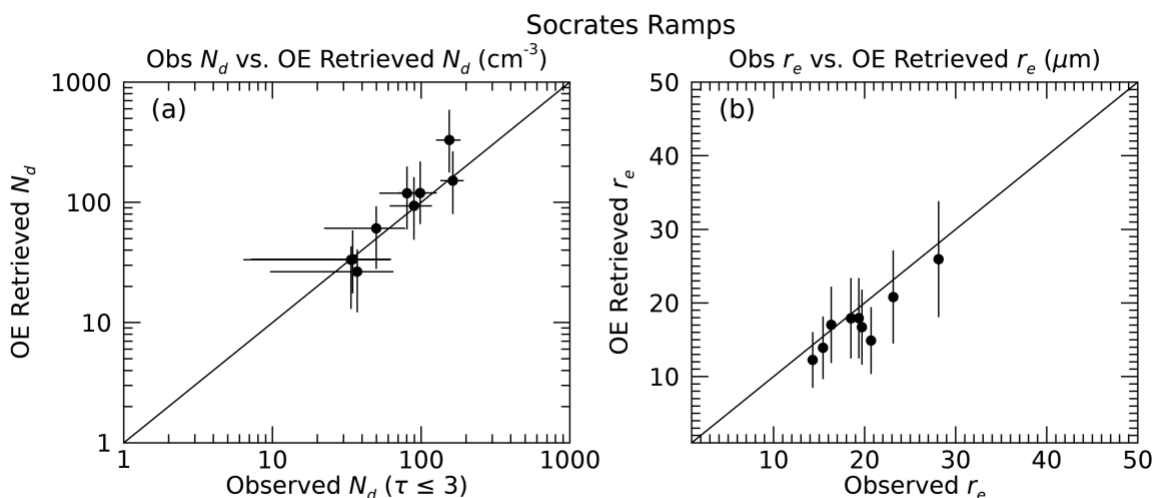 Socrates Ramps
Obs N_d vs. OE Retrieved N_d (cm⁻³)
(a)
OE Retrieved N_d
1000
100
10
1
1 10 100 1000
Observed N_d (τ ≤ 3)
Obs r_e vs. OE Retrieved r_e (μm)
(b)
OE Retrieved r_e
50
40
30
20
10
10 20 30 40 50
Observed r_e